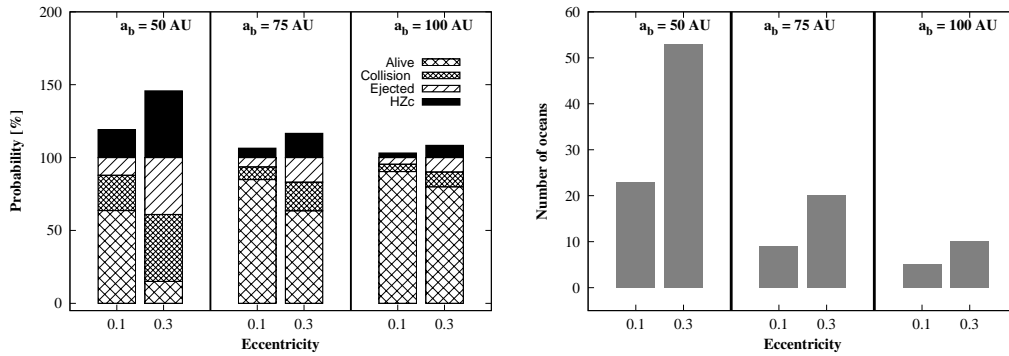 200
150
100
50
0
Probability [%]
a_b = 50 AU
a_b = 75 AU
a_b = 100 AU
Alive
Collision
Ejected
HZc
0.1 0.3 0.1 0.3 0.1 0.3
Eccentricity
60
50
40
30
20
10
0
Number of oceans
a_b = 50 AU
a_b = 75 AU
a_b = 100 AU
0.1 0.3 0.1 0.3 0.1 0.3
Eccentricity